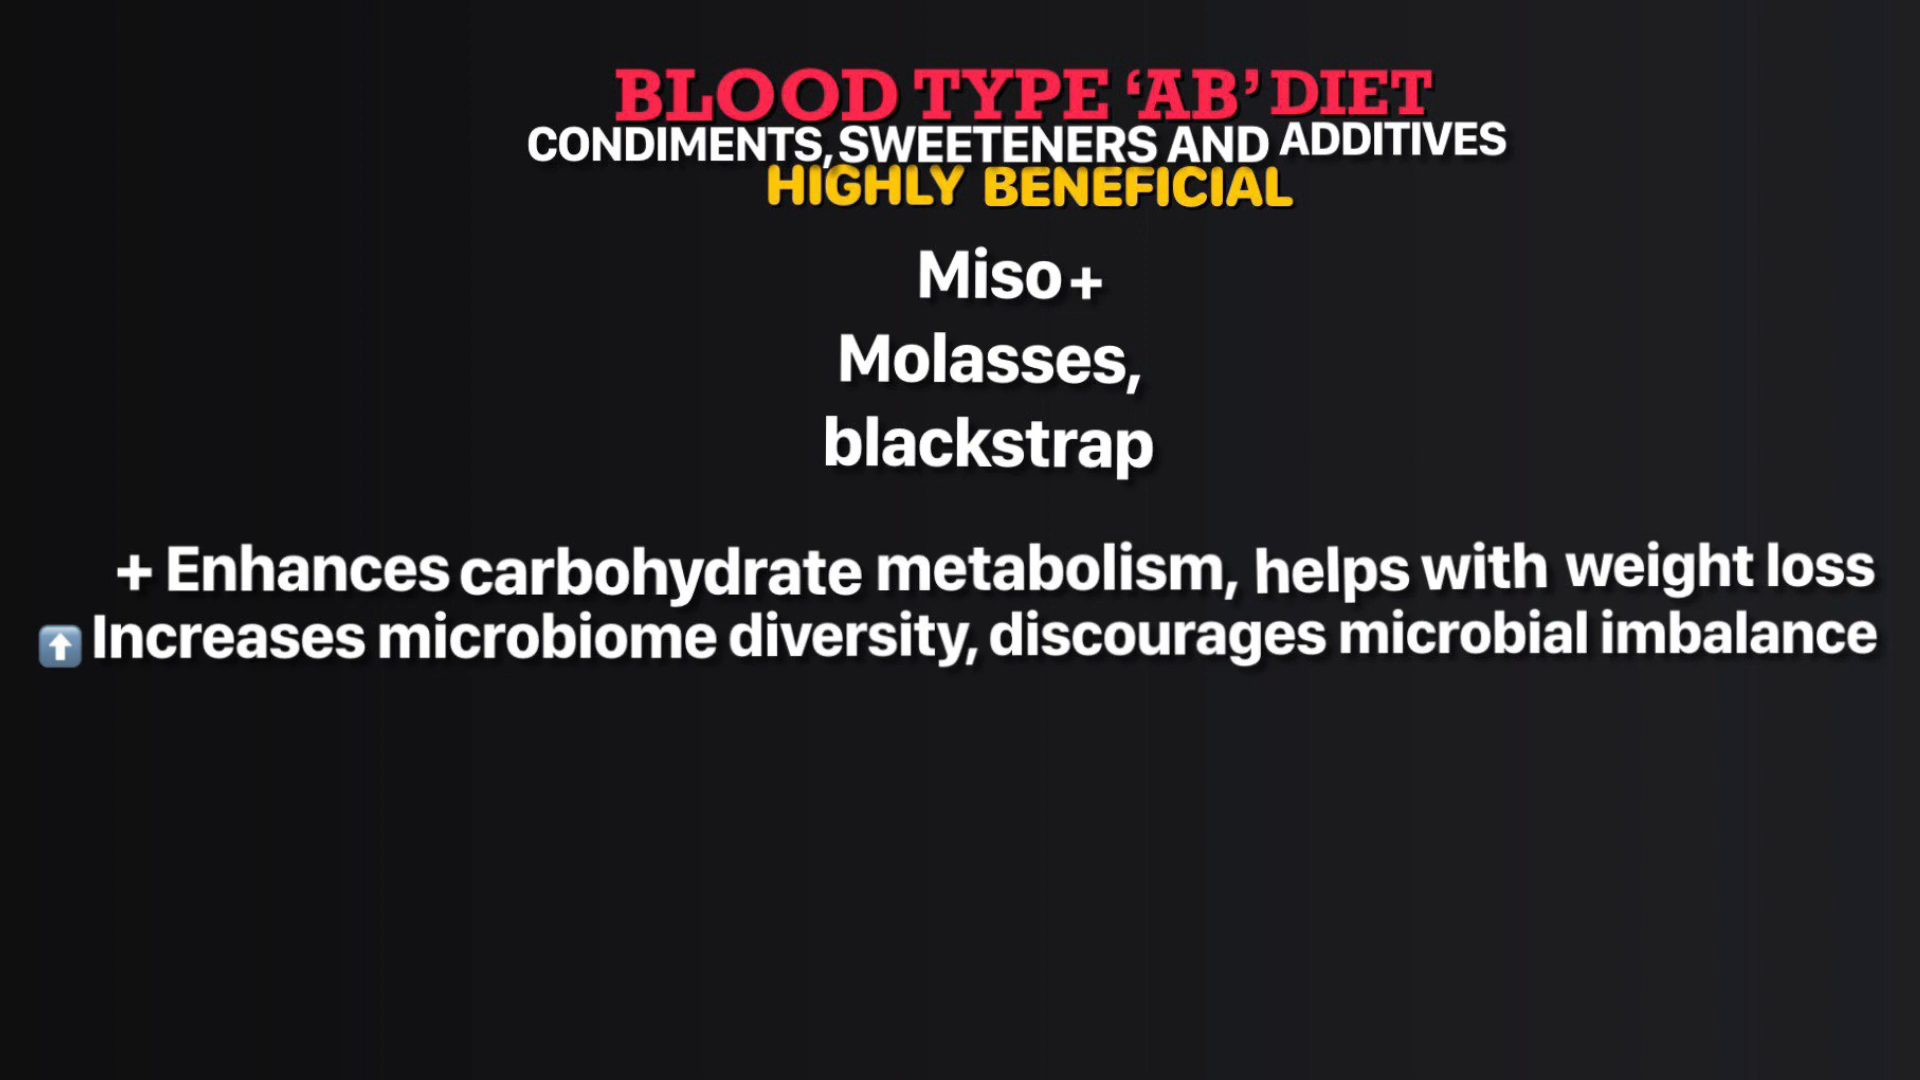 BLOOD TYPE ‘AB’ DIET
CONDIMENTS, SWEETENERS AND ADDITIVES
HIGHLY BENEFICIAL
Miso +
Molasses,
blackstrap
+ Enhances carbohydrate metabolism, helps with weight loss
⬆️ Increases microbiome diversity, discourages microbial imbalance